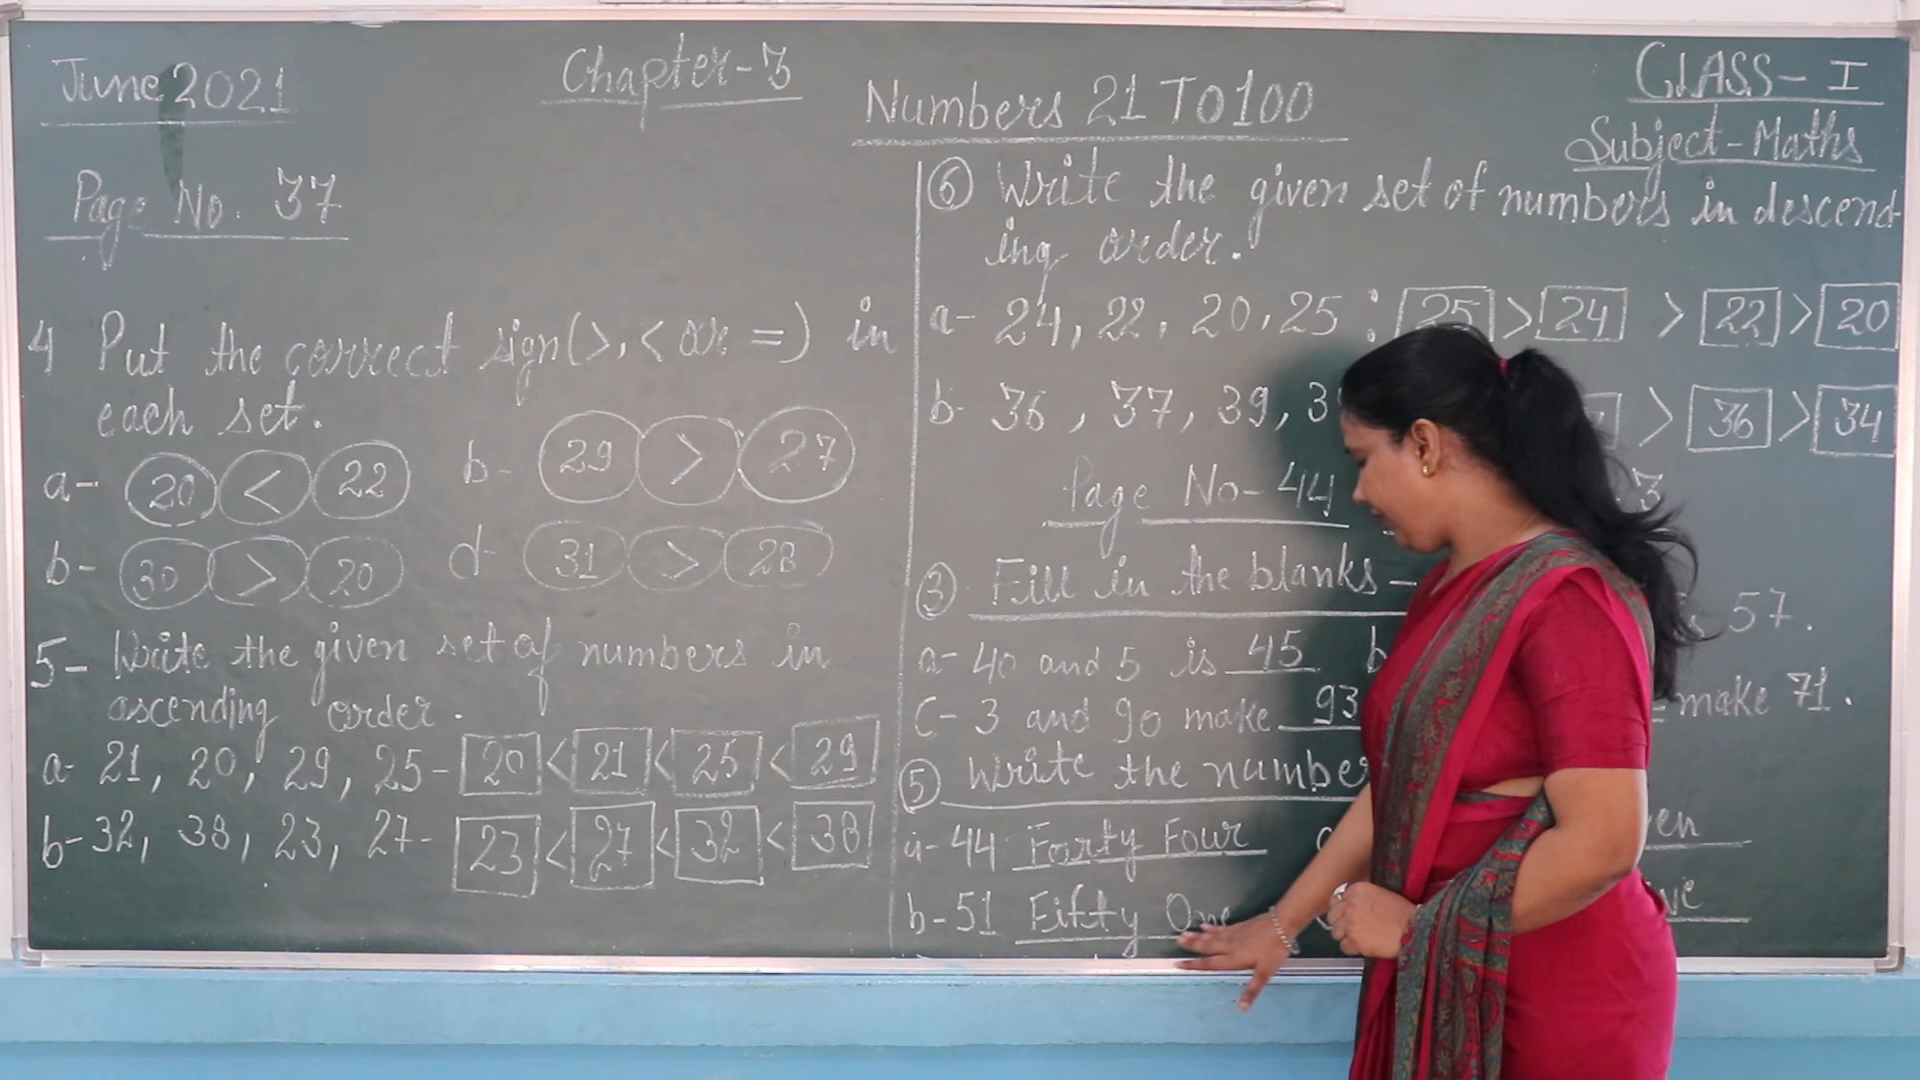 June 2021
Chapter-3
Numbers 21 TO 100
CLASS- I
Subject-Maths
Page No. 37
4 Put the correct sign(>, < or =) in
each set.
a- 20 < 22 b- 29 > 27
b- 30 > 20 d- 31 > 28
5- Write the given set of numbers in
ascending order.
a- 21, 20, 29, 25- 20 < 21 < 25 < 29
b- 32, 38, 23, 27- 23 < 27 < 32 < 38
6 Write the given set of numbers in descend-
ing order.
a- 24, 22, 20, 25 : 25 > 24 > 22 > 20
b- 36, 37, 39, > 36 > 34
Page No- 44
3 Fill in the blanks-
a- 40 and 5 is 45 b 57.
C- 3 and 90 make 93 make 71.
5 Write the number
a- 44 Forty Four
b- 51 Fifty One